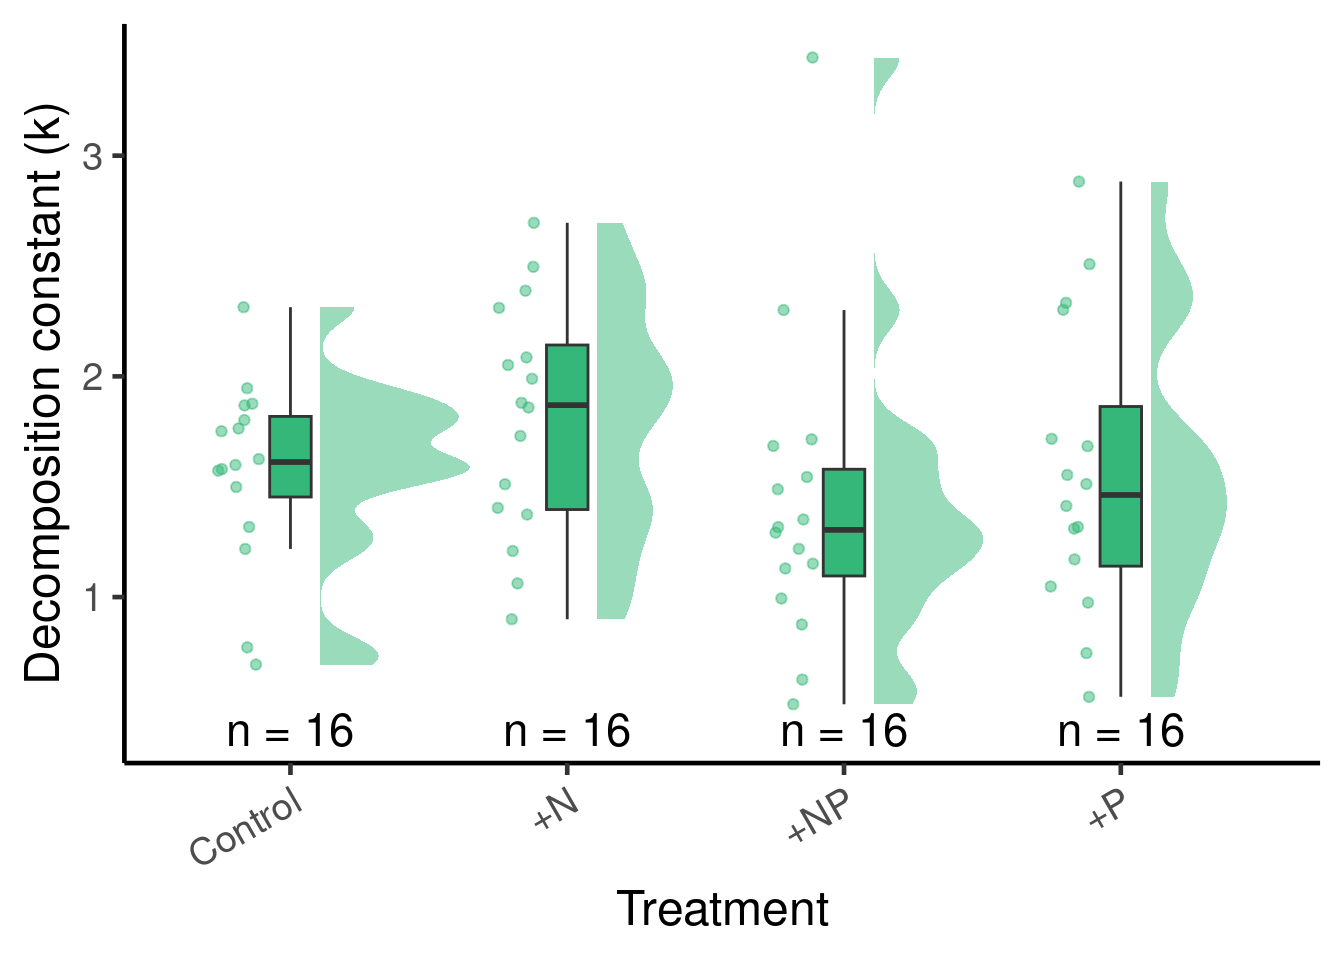 Decomposition constant (k)
3
2
1
n = 16
n = 16
n = 16
n = 16
Control
+N
+NP
+P
Treatment